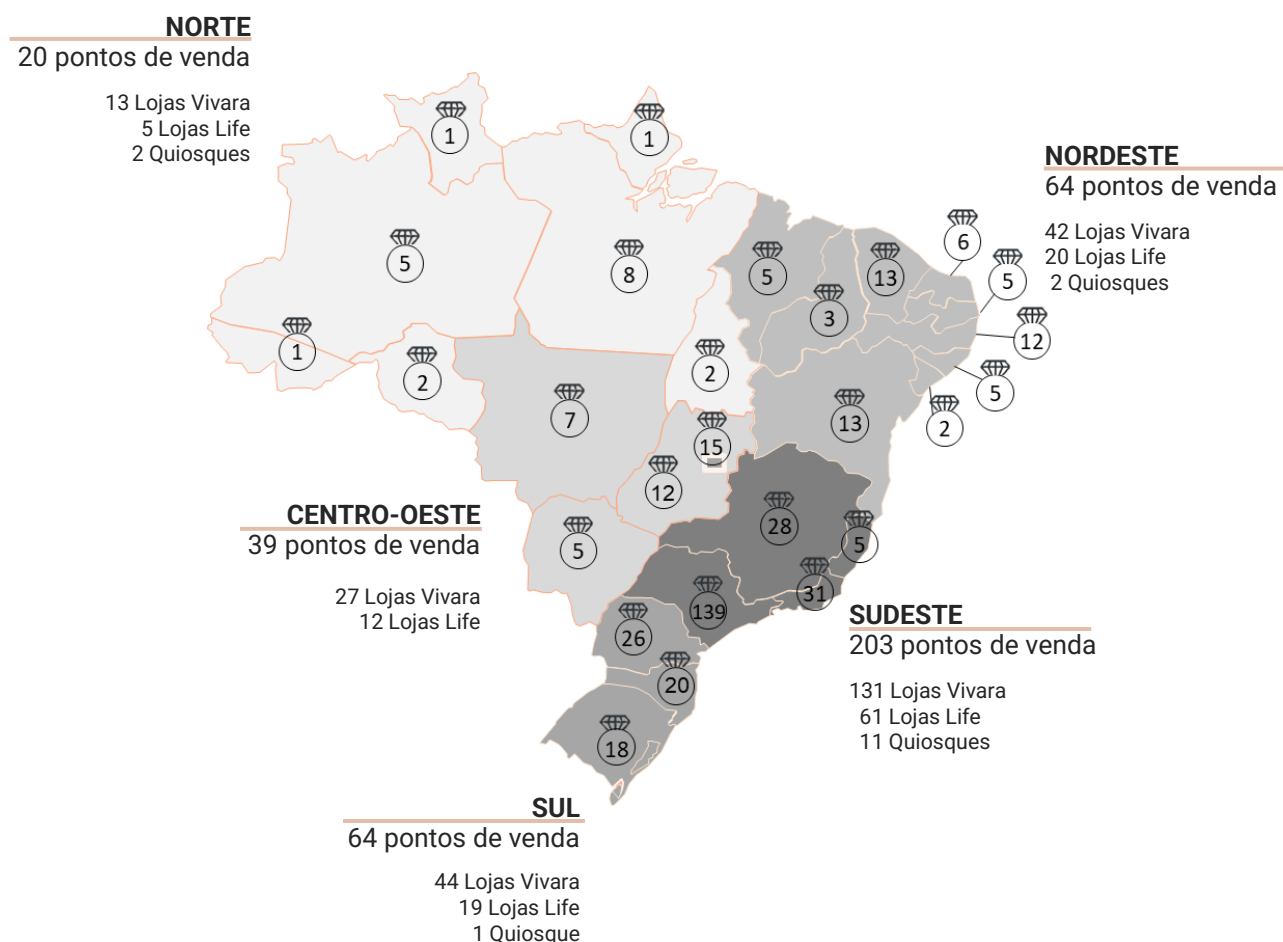 NORTE
20 pontos de venda
13 Lojas Vivara
5 Lojas Life
2 Quiosques
1
1
NORDESTE
64 pontos de venda
42 Lojas Vivara
20 Lojas Life
2 Quiosques
5
8
5
3
13
6
5
12
5
2
13
1
2
2
7
15
12
5
CENTRO-OESTE
39 pontos de venda
27 Lojas Vivara
12 Lojas Life
28
5
31
139
SUDESTE
203 pontos de venda
131 Lojas Vivara
61 Lojas Life
11 Quiosques
26
20
18
SUL
64 pontos de venda
44 Lojas Vivara
19 Lojas Life
1 Quiosque